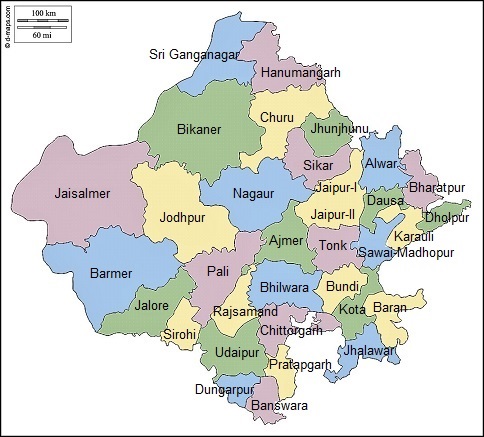 100 km
60 mi
© d-maps.com
Sri Ganganagar
Hanumangarh
Churu
Bikaner
Jhunjhunu
Sikar
Alwar
Jaisalmer
Nagaur
Jaipur-I
Bharatpur
Dausa
Jodhpur
Jaipur-II
Dholpur
Karauli
Ajmer
Tonk
Sawai-Madhopur
Barmer
Pali
Bhilwara
Bundi
Jalore
Rajsamand
Kota
Baran
Sirohi
Chittorgarh
Udaipur
Jhalawar
Pratapgarh
Dungarpur
Banswara